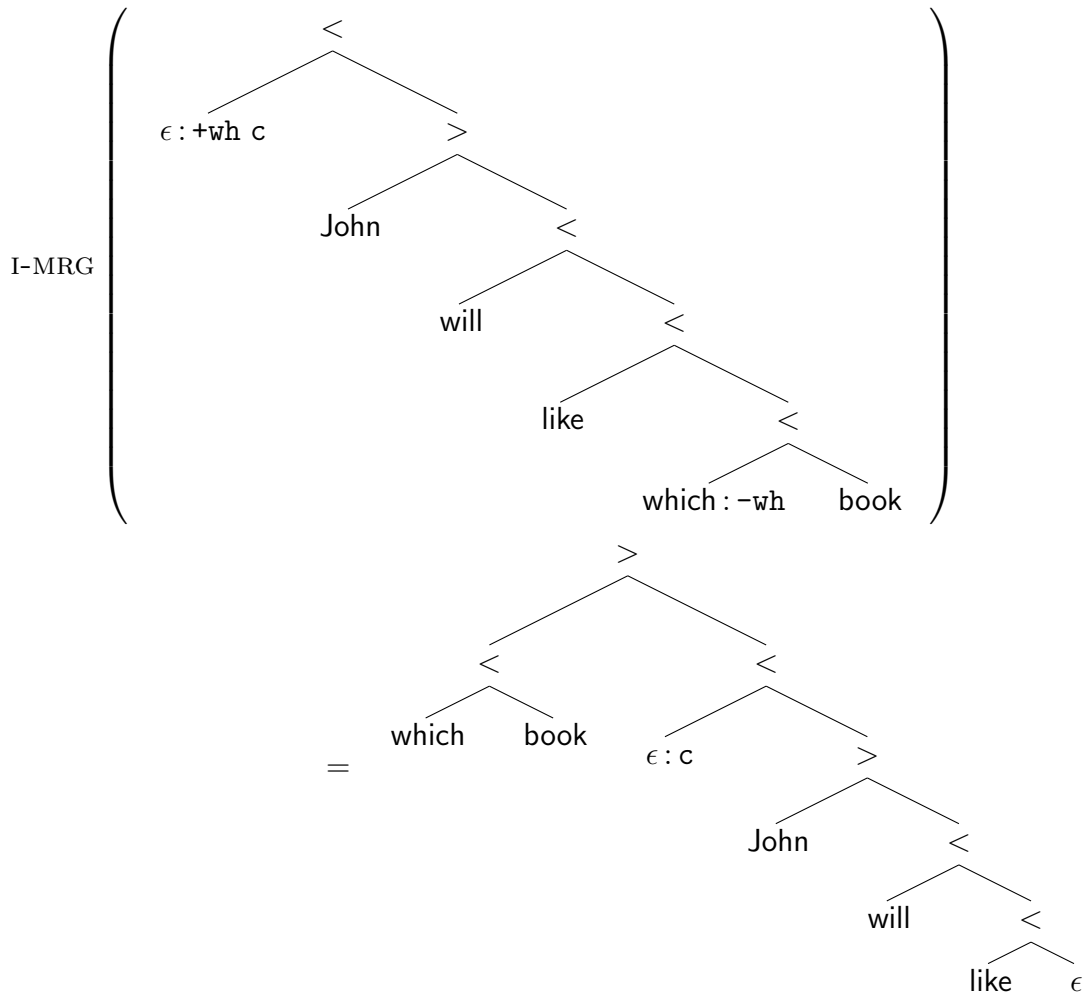 <
ϵ : +wh c
>
John
<
I-MRG
will
<
like
<
which : -wh
book
>
<
<
which
book
ϵ : c
>
=
John
<
will
<
like
ϵ